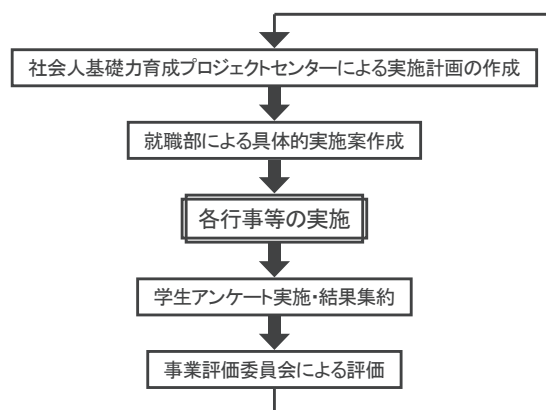 社会人基礎力育成プロジェクトセンターによる実施計画の作成
就職部による具体的実施案作成
各行事等の実施
学生アンケート実施・結果集約
事業評価委員会による評価